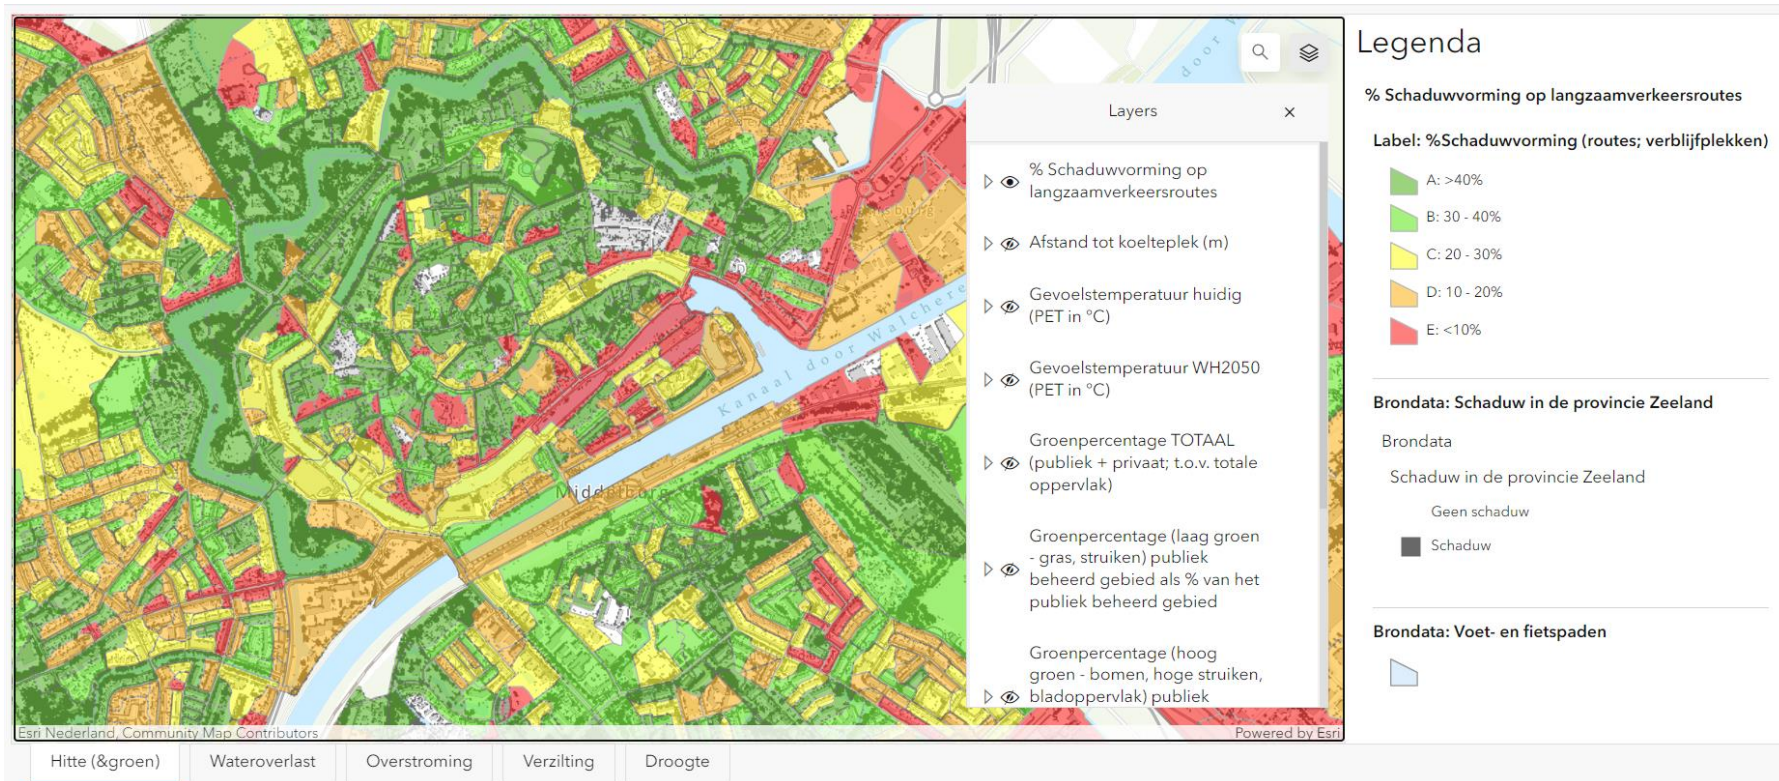 Legenda
% Schaduwvorming op langzaamverkeersroutes
Label: %Schaduwvorming (routes; verblijfplekken)
A: >40%
B: 30 - 40%
C: 20 - 30%
D: 10 - 20%
E: <10%
Brondata: Schaduw in de provincie Zeeland
Brondata
Schaduw in de provincie Zeeland
Geen schaduw
Schaduw
Brondata: Voet- en fietspaden
Layers
% Schaduwvorming op
langzaamverkeersroutes
Afstand tot koelteplek (m)
Gevoelstemperatuur huidig
(PET in °C)
Gevoelstemperatuur WH2050
(PET in °C)
Groenpercentage TOTAAL
(publiek + privaat; t.o.v. totale
oppervlak)
Groenpercentage (laag groen
- gras, struiken) publiek
beheerd gebied als % van het
publiek beheerd gebied
Groenpercentage (hoog
groen - bomen, hoge struiken,
bladoppervlak) publiek
door
Kanaal door Walchere
Middelburg
Esri Nederland, Community Map Contributors
Powered by Esri
Hitte (&groen)
Wateroverlast
Overstroming
Verzilting
Droogte